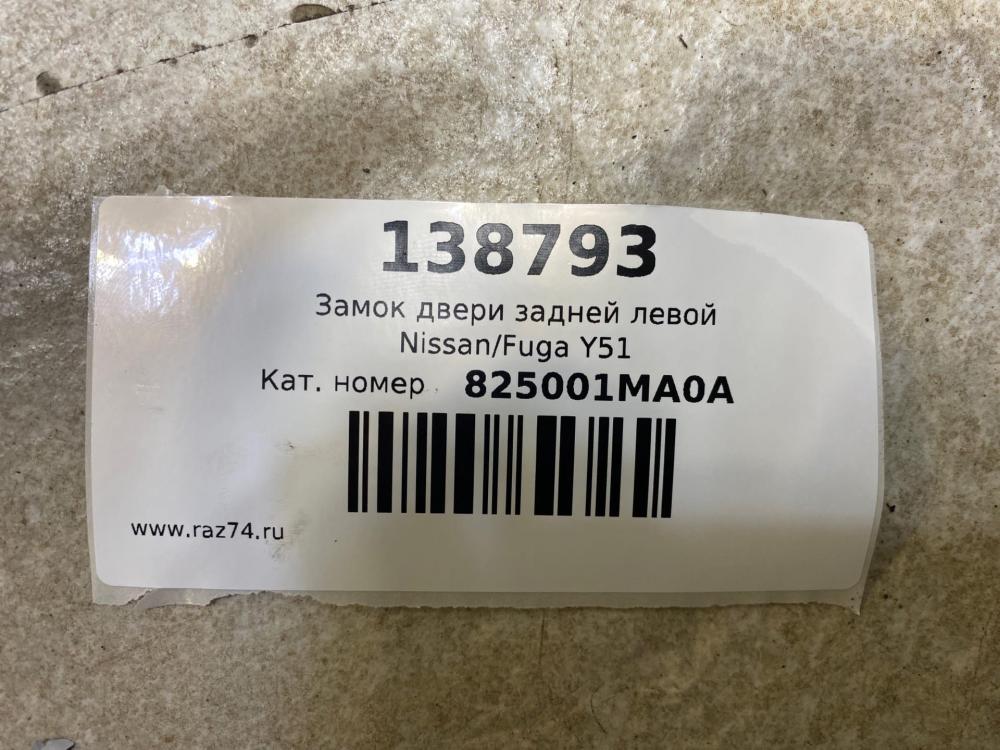 138793
Замок двери задней левой
Nissan/Fuga Y51
Кат. номер 825001MA0A
www.raz74.ru